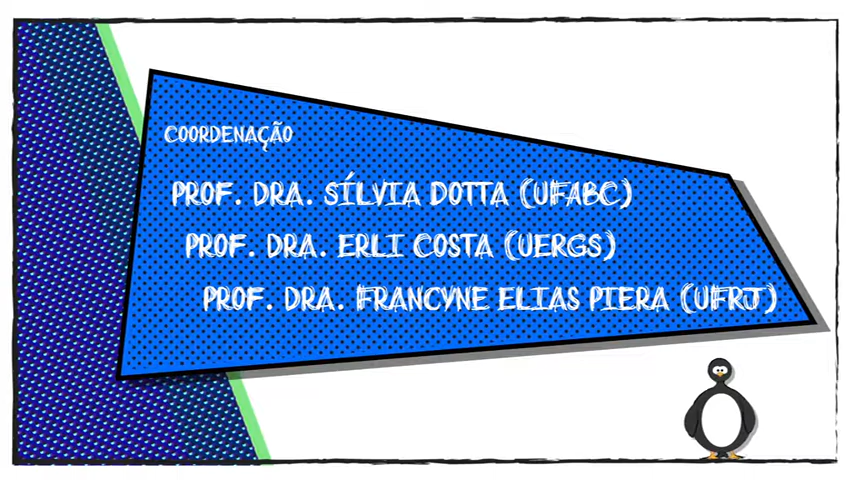 COORDENAÇÃO
PROF. DRA. SÍLVIA DOTTA (UFABC)
PROF. DRA. ERLI COSTA (UERGS)
PROF. DRA. FRANCYNE ELIAS PIERA (UFRJ)